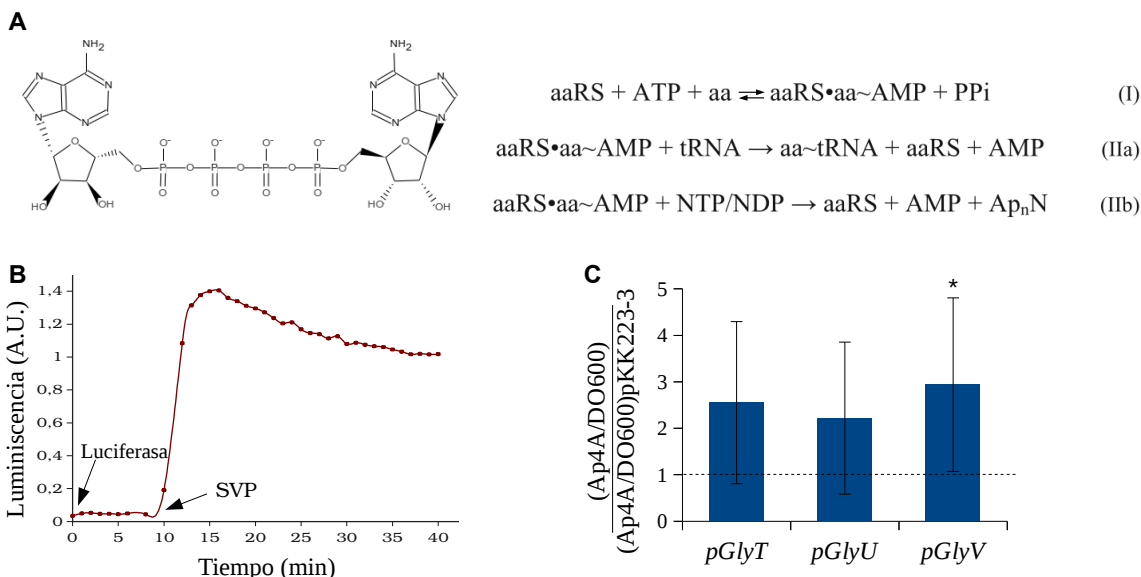 A
NH₂
NH₂
N
N
N
N
N
N
N
N
O
O⁻
O⁻
O⁻
O⁻
O
O
P
O
P
O
P
O
P
O
O
O
O
O
HO
OH
HO
OH
aaRS + ATP + aa ⇌ aaRS•aa~AMP + PPi (I)
aaRS•aa~AMP + tRNA → aa~tRNA + aaRS + AMP (IIa)
aaRS•aa~AMP + NTP/NDP → aaRS + AMP + ApₙN (IIb)
B
Luminiscencia (A.U.)
1,4
1.2
1
0.8
0.6
0.4
0.2
0
Luciferasa
SVP
0 5 10 15 20 25 30 35 40
Tiempo (min)
C
(Ap4A/DO600)
(Ap4A/DO600)pKK223-3
5
4
3
2
1
0
*
pGlyT pGlyU pGlyV